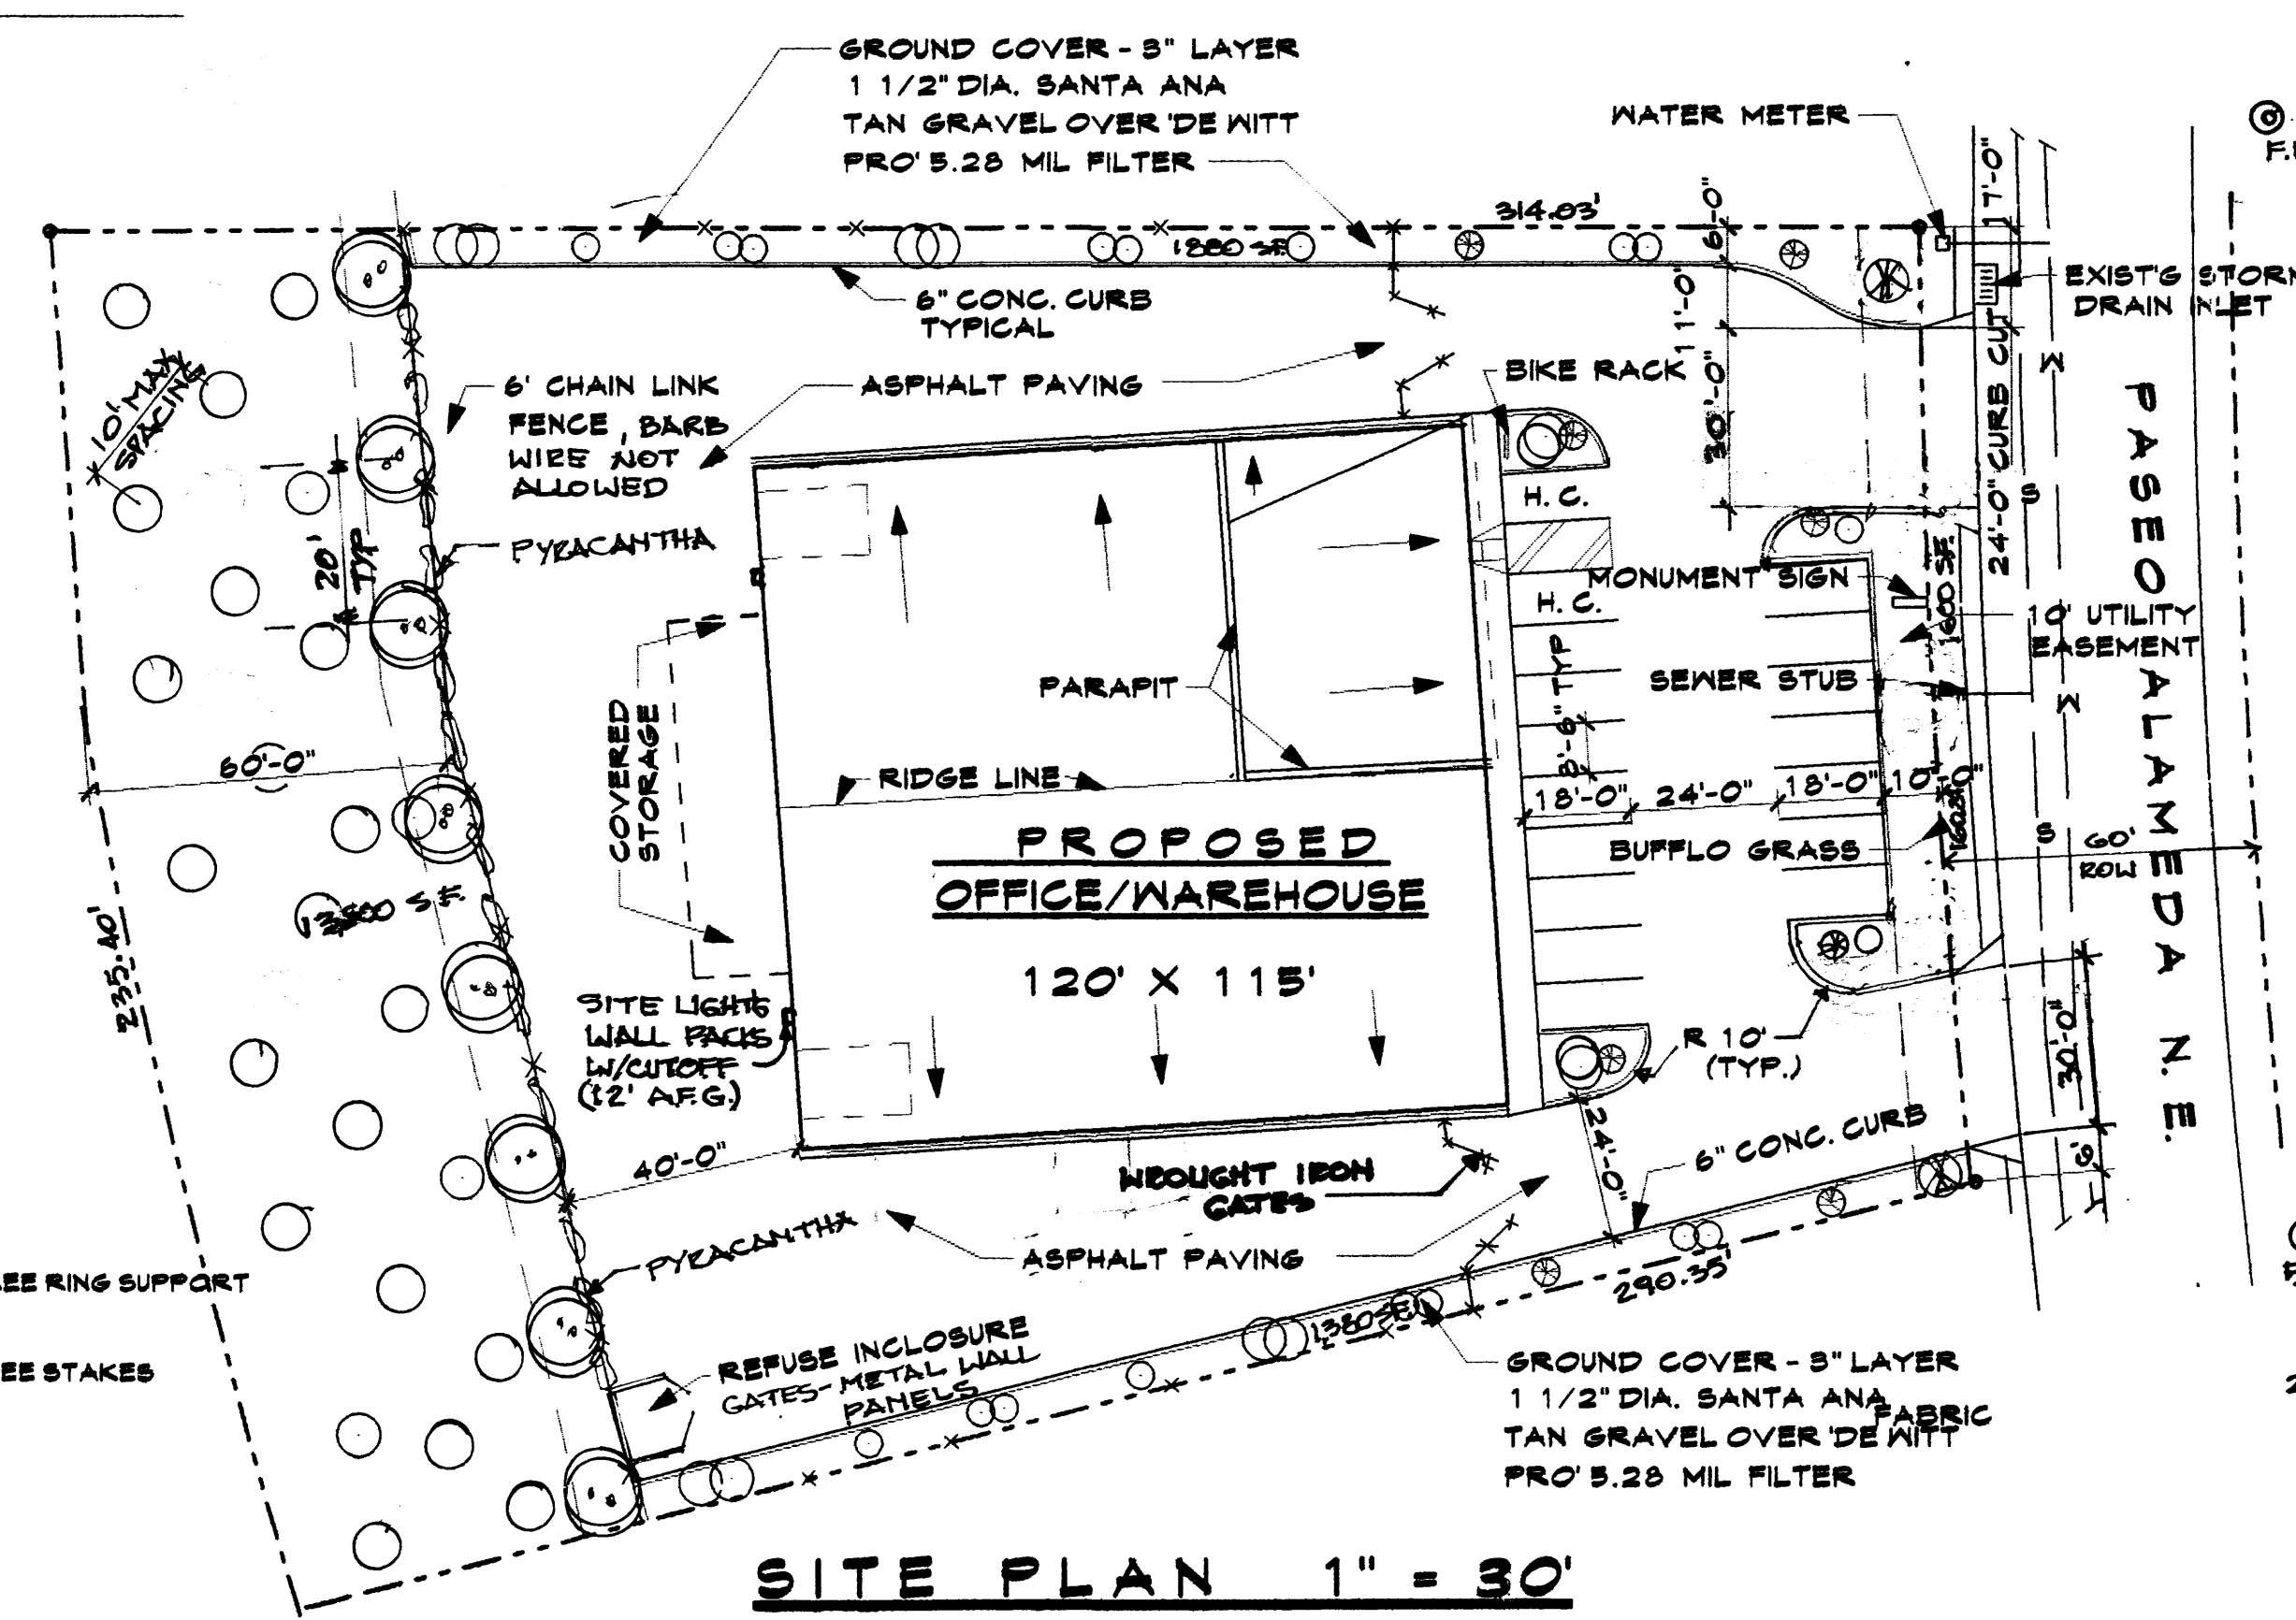 GROUND COVER - 3" LAYER
1 1/2" DIA. SANTA ANA
TAN GRAVEL OVER 'DE WITT
PRO' 5.28 MIL FILTER
WATER METER
17'-0"
314.03'
6'-0"
1880 S.F.
EXIST'G STORM
DRAIN INLET
6" CONC. CURB
TYPICAL
11'-0"
10' MAX
SPACING
6' CHAIN LINK
FENCE, BARB
WIRE NOT
ALLOWED
ASPHALT PAVING
BIKE RACK
30'-0"
24'-0" CURB CUT
W
S
H. C.
PYRACANTHA
20'
TYP
MONUMENT SIGN
600 S.F.
H. C.
10' UTILITY
EASEMENT
PARAPIT
8'-6" TYP
SEWER STUB
W
COVERED
STORAGE
60'-0"
RIDGE LINE
18'-0"
24'-0"
18'-0"
PROPOSED
OFFICE/WAREHOUSE
120' X 115'
BUFFLO GRASS
S
60'
ROW
PASEO ALAMEDA N.E.
235.40'
SITE LIGHTS
WALL PACKS
W/CUTOFF
(12' A.F.G.)
R 10'
(TYP.)
30'-0"
40'-0"
WROUGHT IRON
GATES
24'-0"
6" CONC. CURB
6'
PYRACANTHA
ASPHALT PAVING
290.35'
EE RING SUPPORT
1380 S.F.
EE STAKES
REFUSE INCLOSURE
GATES-METAL WALL
PANELS
GROUND COVER - 3" LAYER
1 1/2" DIA. SANTA ANA
FABRIC
TAN GRAVEL OVER 'DE WITT
PRO' 5.28 MIL FILTER
SITE PLAN 1" = 30'